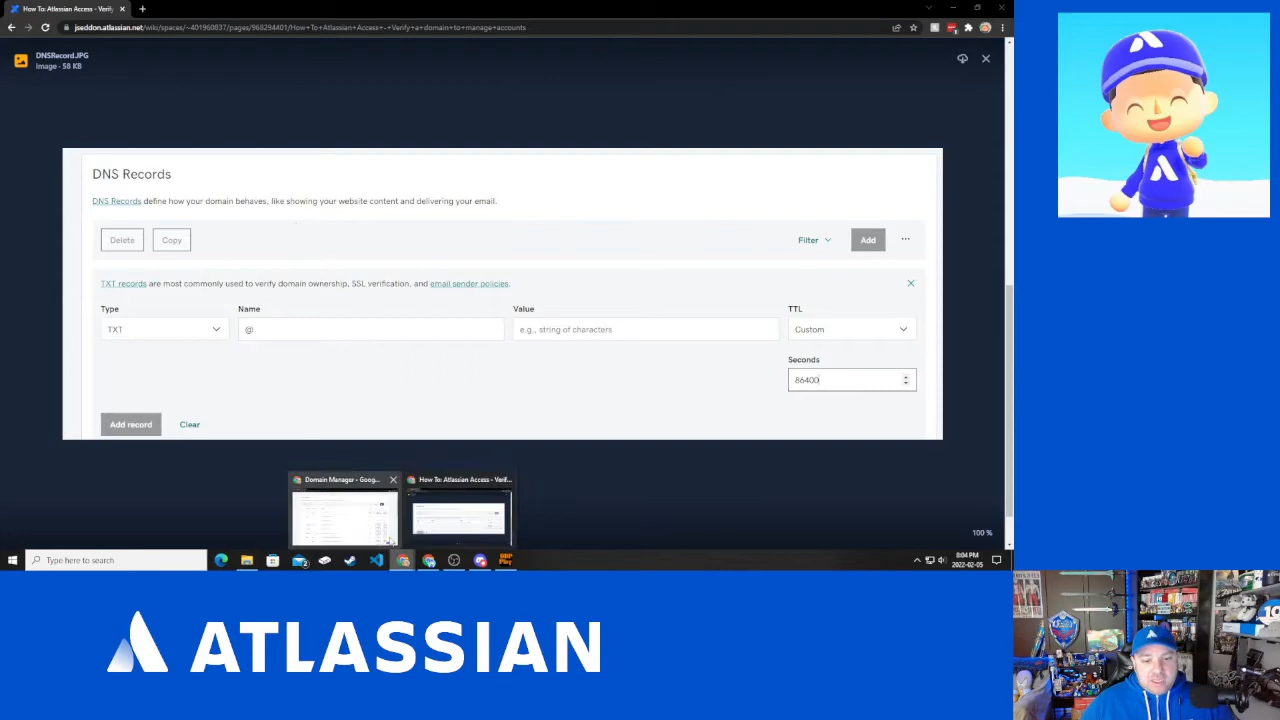 How To: Atlassian Access - Verify
jseddon.atlassian.net/wiki/spaces/~401960837/pages/968294401/How+To+Atlassian+Access+-+Verify+a+domain+to+manage+accounts
DNSRecord.JPG
Image - 58 KB
DNS Records
DNS Records define how your domain behaves, like showing your website content and delivering your email.
Delete
Copy
Filter
Add
...
TXT records are most commonly used to verify domain ownership, SSL verification, and email sender policies.
Type
Name
Value
TTL
TXT
@
e.g., string of characters
Custom
Seconds
86400
Add record
Clear
Domain Manager - Goog...
How To: Atlassian Access - Verif...
100 %
Type here to search
8:04 PM
2022-02-05
ATLASSIAN